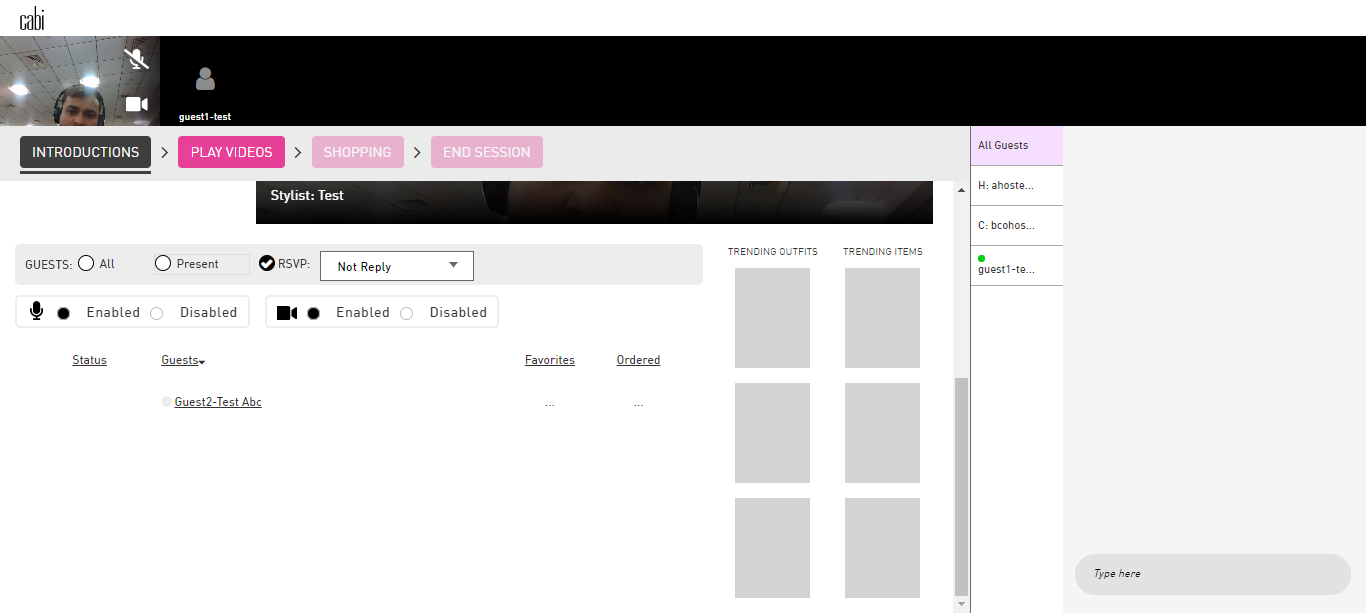 cabi
guest1-test
INTRODUCTIONS > PLAY VIDEOS > SHOPPING > END SESSION
Stylist: Test
GUESTS: All Present RSVP: Not Reply
Enabled Disabled Enabled Disabled
Status Guests Favorites Ordered
Guest2-Test Abc ... ...
TRENDING OUTFITS TRENDING ITEMS
All Guests
H: ahoste...
C: bcohos...
guest1-te...
Type here